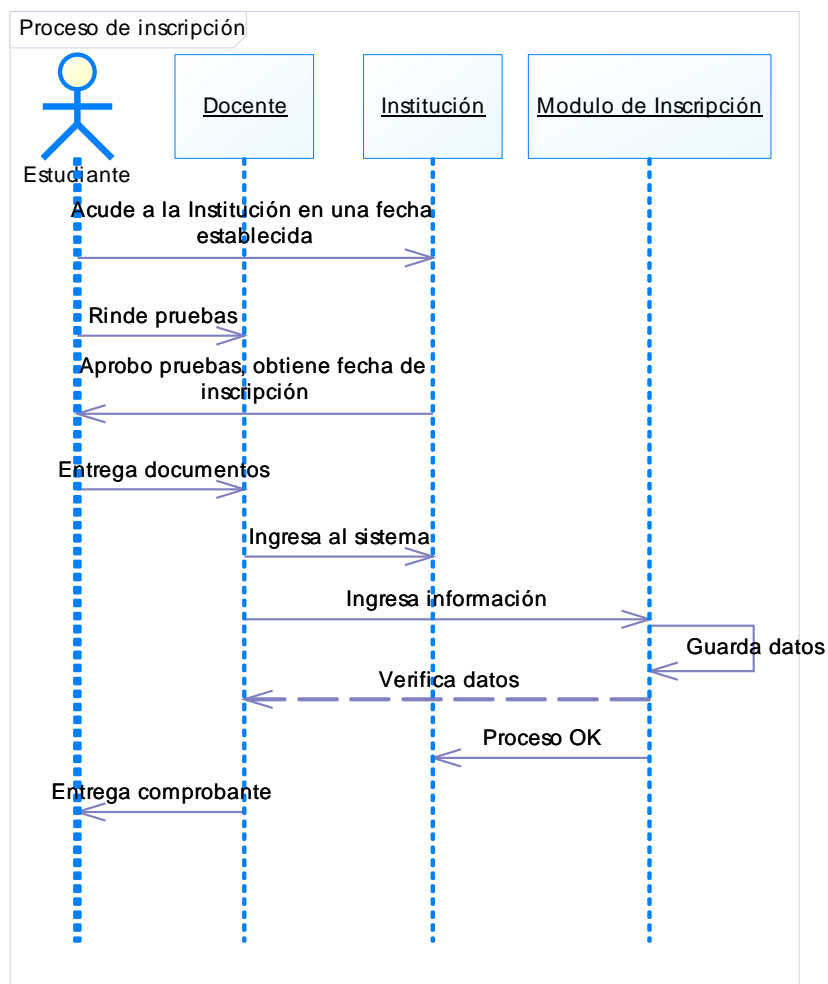 Proceso de inscripción
Docente
Institución
Modulo de Inscripción
Estudiante
Acude a la Institución en una fecha
establecida
Rinde pruebas
Aprobo pruebas, obtiene fecha de
inscripción
Entrega documentos
Ingresa al sistema
Ingresa información
Guarda datos
Verifica datos
Proceso OK
Entrega comprobante